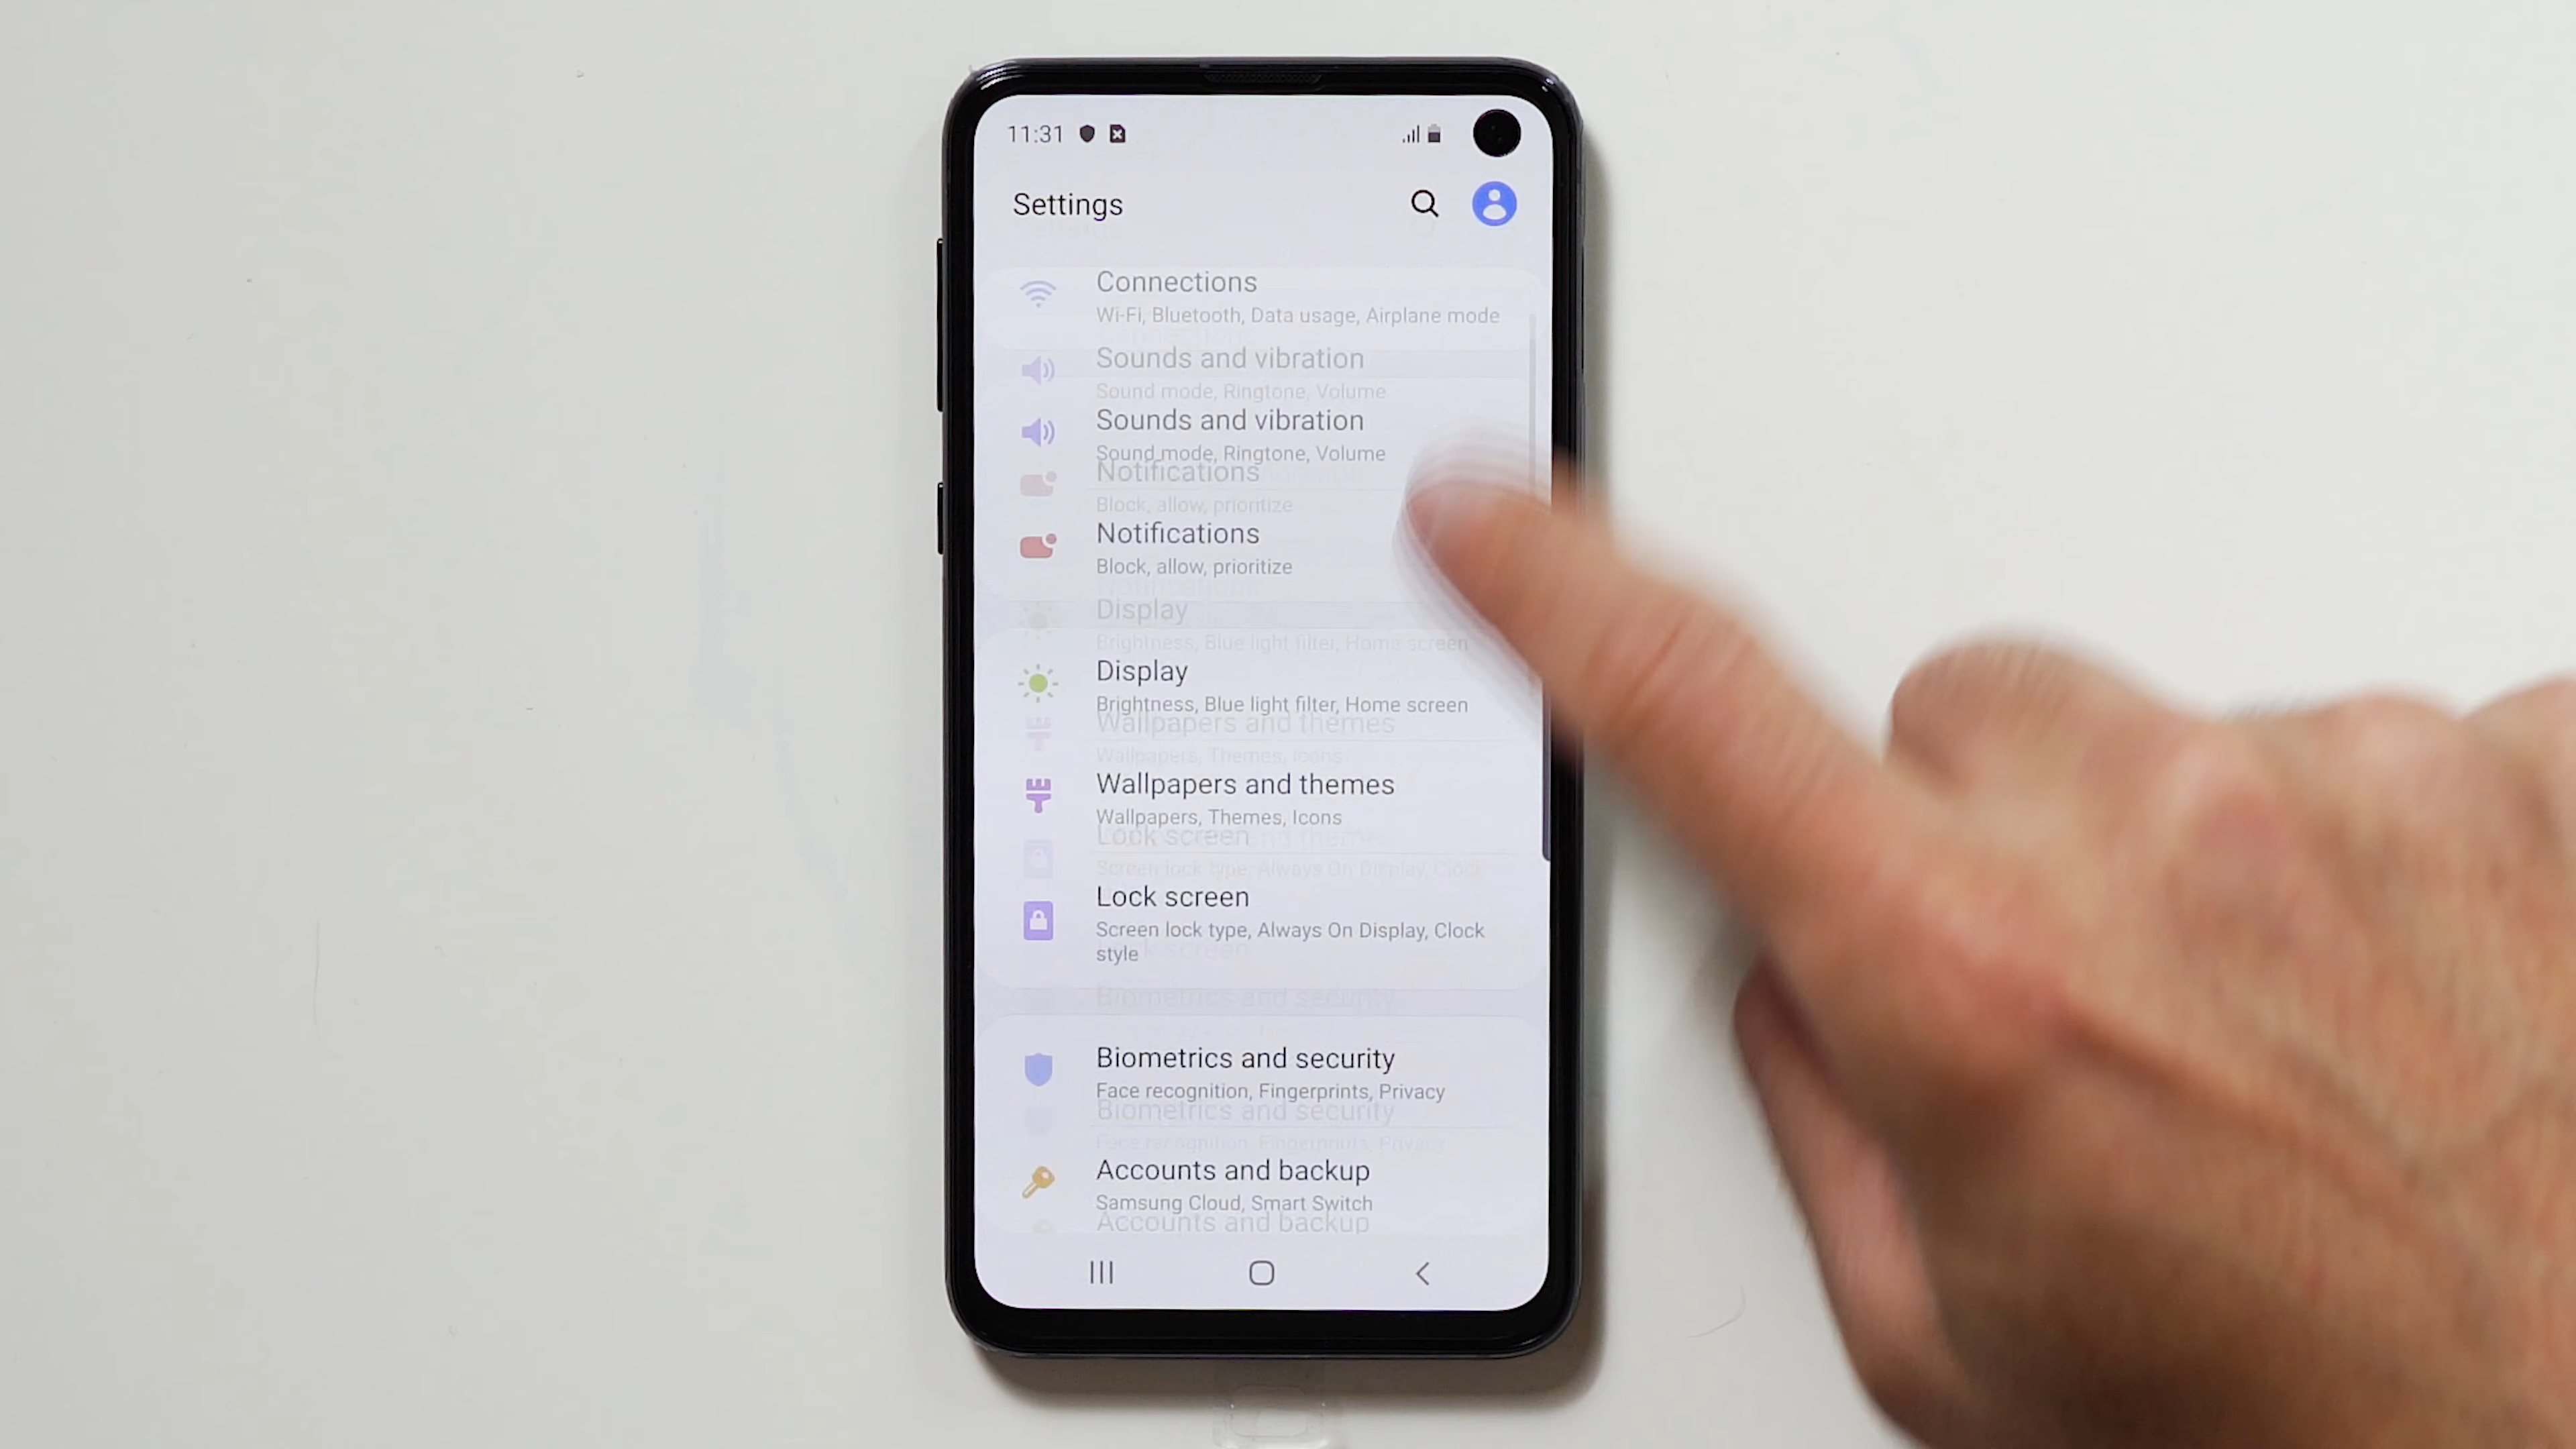 11:31
Settings
Connections
Wi-Fi, Bluetooth, Data usage, Airplane mode
Sounds and vibration
Sound mode, Ringtone, Volume
Sounds and vibration
Sound mode, Ringtone, Volume
Notifications
Block, allow, prioritize
Notifications
Block, allow, prioritize
Display
Brightness, Blue light filter, Home screen
Display
Brightness, Blue light filter, Home screen
Wallpapers and themes
Wallpapers, Themes, Icons
Wallpapers and themes
Wallpapers, Themes, Icons
Lock screen
Screen lock type, Always On Display, Clock
Lock screen
Screen lock type, Always On Display, Clock
style
Biometrics and security
Biometrics and security
Face recognition, Fingerprints, Privacy
Biometrics and security
Face recognition, Fingerprints, Privacy
Accounts and backup
Samsung Cloud, Smart Switch
Accounts and backup